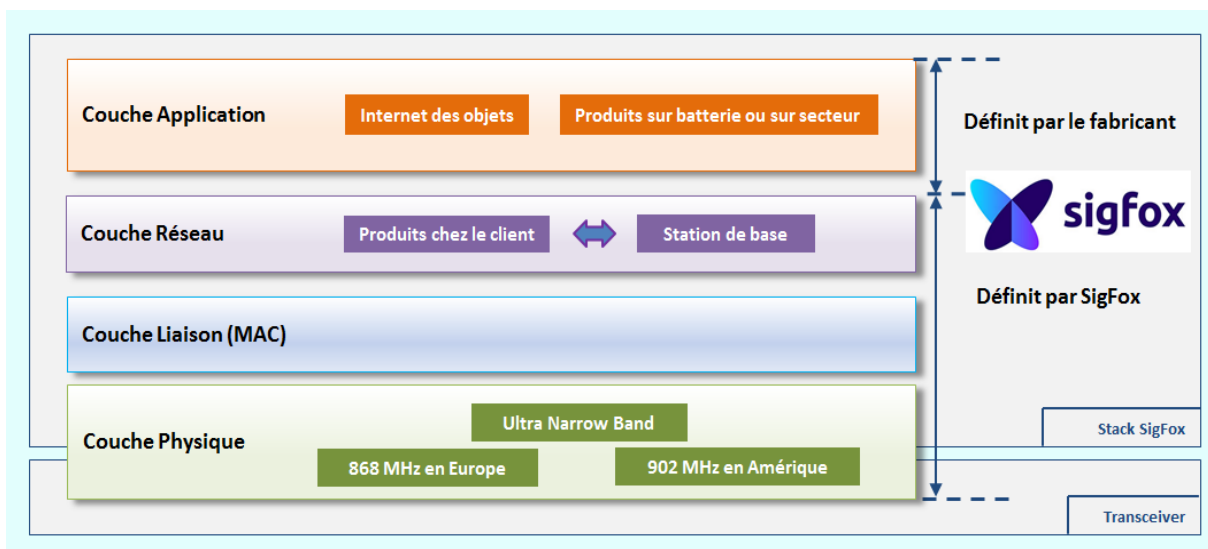 Couche Application
Internet des objets
Produits sur batterie ou sur secteur
Définit par le fabricant
sigfox
Couche Réseau
Produits chez le client
Station de base
Définit par SigFox
Couche Liaison (MAC)
Couche Physique
Ultra Narrow Band
868 MHz en Europe
902 MHz en Amérique
Stack SigFox
Transceiver